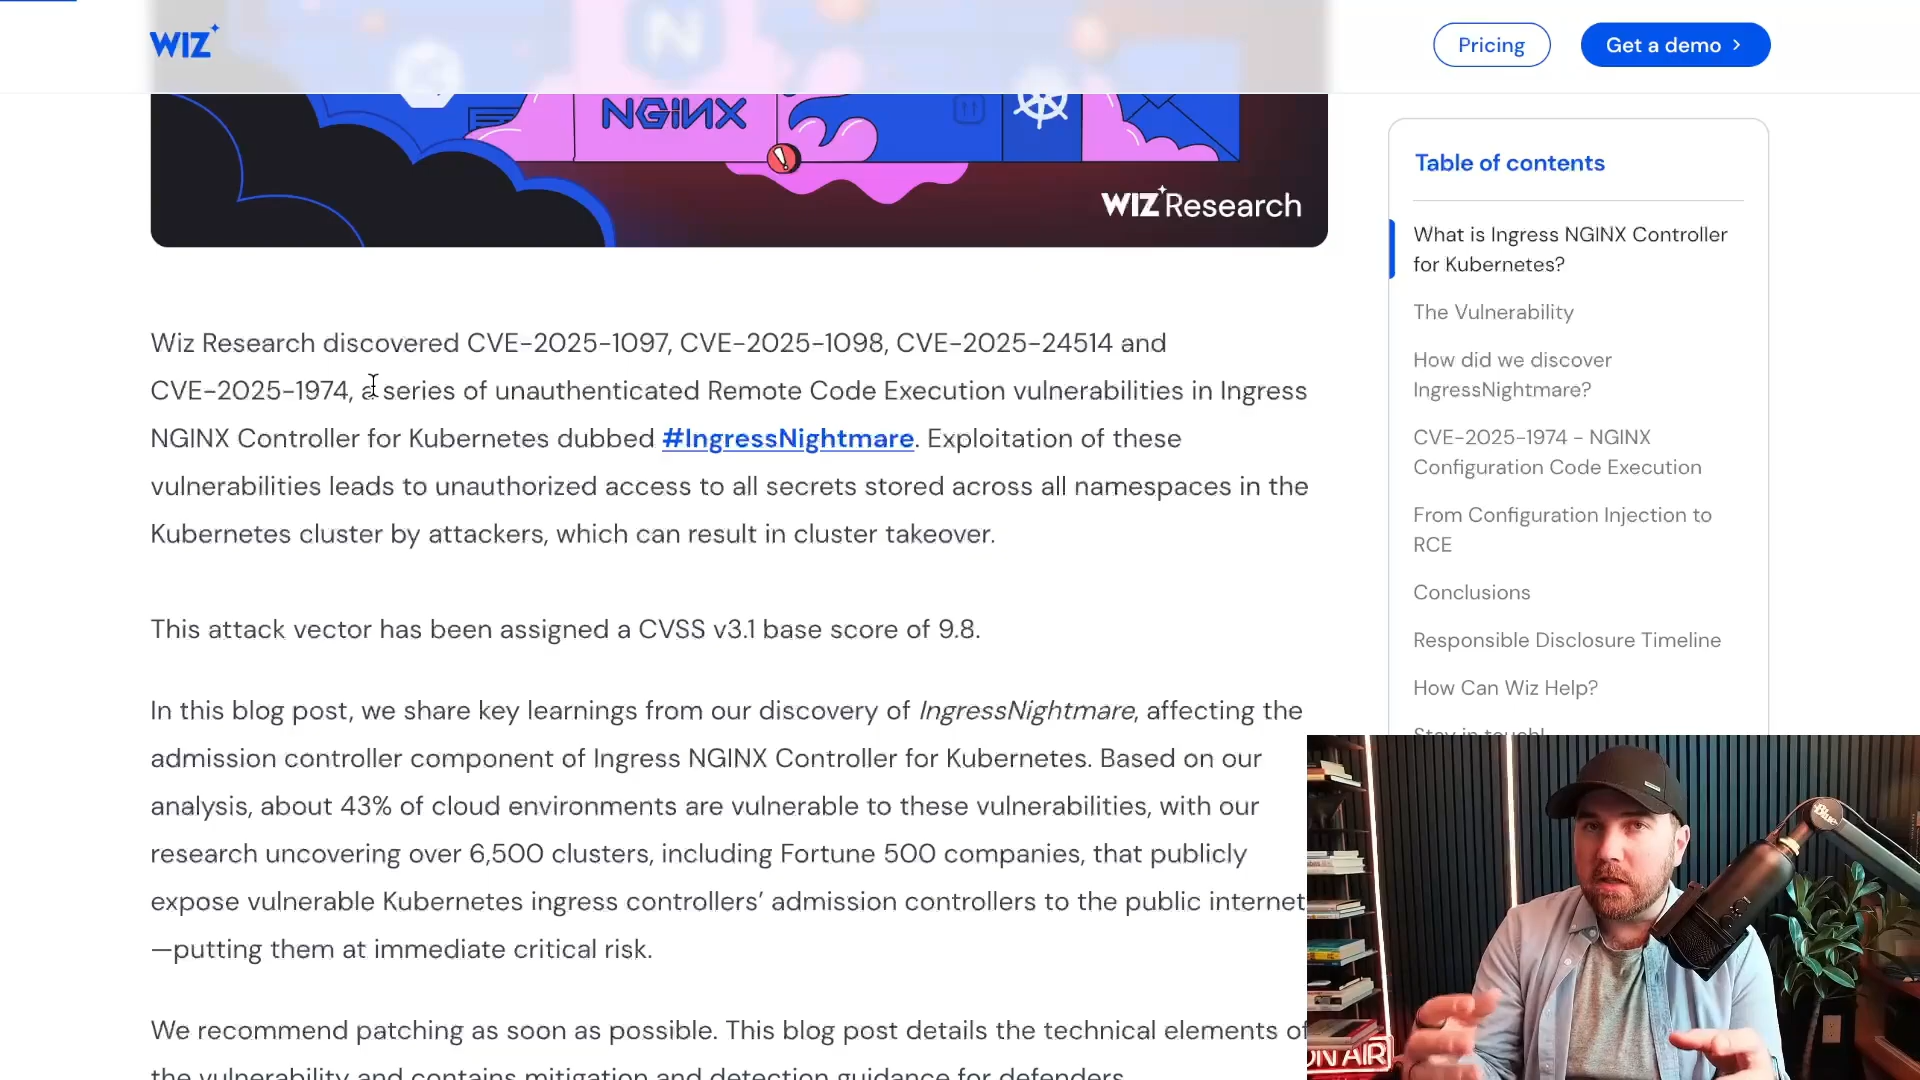 WIZ
Pricing
Get a demo
NGINX
WIZ Research
Wiz Research discovered CVE-2025-1097, CVE-2025-1098, CVE-2025-24514 and
CVE-2025-1974, a series of unauthenticated Remote Code Execution vulnerabilities in Ingress
NGINX Controller for Kubernetes dubbed #IngressNightmare. Exploitation of these
vulnerabilities leads to unauthorized access to all secrets stored across all namespaces in the
Kubernetes cluster by attackers, which can result in cluster takeover.
This attack vector has been assigned a CVSS v3.1 base score of 9.8.
In this blog post, we share key learnings from our discovery of IngressNightmare, affecting the
admission controller component of Ingress NGINX Controller for Kubernetes. Based on our
analysis, about 43% of cloud environments are vulnerable to these vulnerabilities, with our
research uncovering over 6,500 clusters, including Fortune 500 companies, that publicly
expose vulnerable Kubernetes ingress controllers’ admission controllers to the public internet
—putting them at immediate critical risk.
We recommend patching as soon as possible. This blog post details the technical elements of
the vulnerability and contains mitigation and detection guidance for defenders.
Table of contents
What is Ingress NGINX Controller
for Kubernetes?
The Vulnerability
How did we discover
IngressNightmare?
CVE-2025-1974 – NGINX
Configuration Code Execution
From Configuration Injection to
RCE
Conclusions
Responsible Disclosure Timeline
How Can Wiz Help?
Stay in touch!
Blue
ON AIR